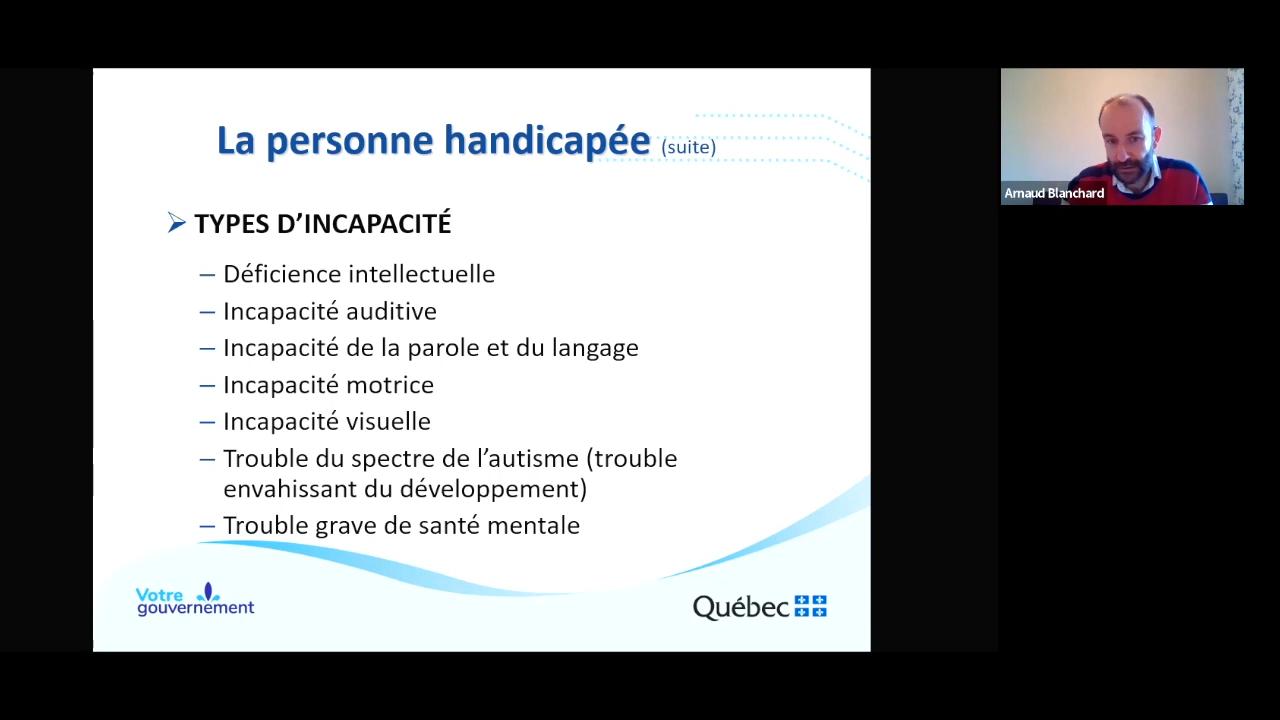 La personne handicapée (suite)
TYPES D’INCAPACITÉ
– Déficience intellectuelle
– Incapacité auditive
– Incapacité de la parole et du langage
– Incapacité motrice
– Incapacité visuelle
– Trouble du spectre de l’autisme (trouble
envahissant du développement)
– Trouble grave de santé mentale
Votre
gouvernement
Québec
Arnaud Blanchard